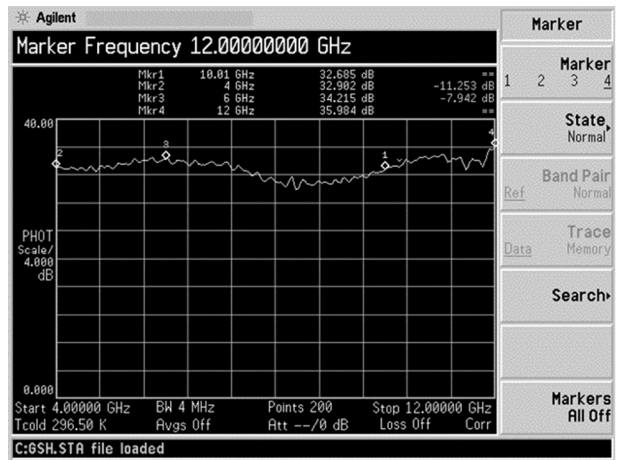 Agilent
Marker
Marker Frequency 12.00000000 GHz
Mkr1 10.01 GHz 32.685 dB ==
Mkr2 4 GHz 32.902 dB -11.253 dB
Mkr3 6 GHz 34.215 dB -7.942 dB
Mkr4 12 GHz 35.984 dB ==
Marker
1 2 3 4
State
Normal
Band Pair
Ref Normal
Trace
Data Memory
Search
Markers
All Off
40.00
2 3 1 4
PHOT
Scale/
4.000
dB
0.000
Start 4.00000 GHz BW 4 MHz Points 200 Stop 12.00000 GHz
Tcold 296.50 K Avgs Off Att --/0 dB Loss Off Corr
C:GSH.STA file loaded